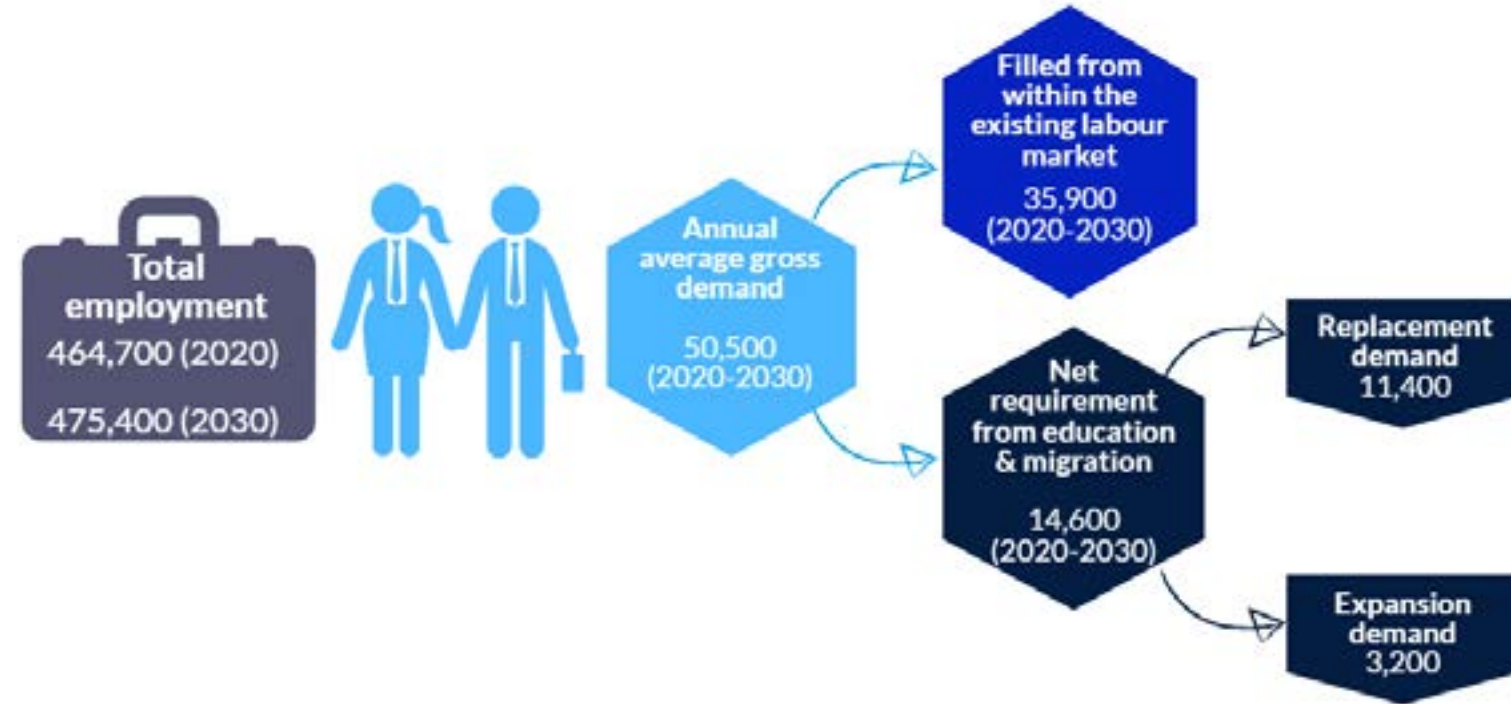 Total
employment
464,700 (2020)
475,400 (2030)
Annual
average gross
demand
50,500
(2020-2030)
Filled from
within the
existing labour
market
35,900
(2020-2030)
Net
requirement
from education
& migration
14,600
(2020-2030)
Replacement
demand
11,400
Expansion
demand
3,200